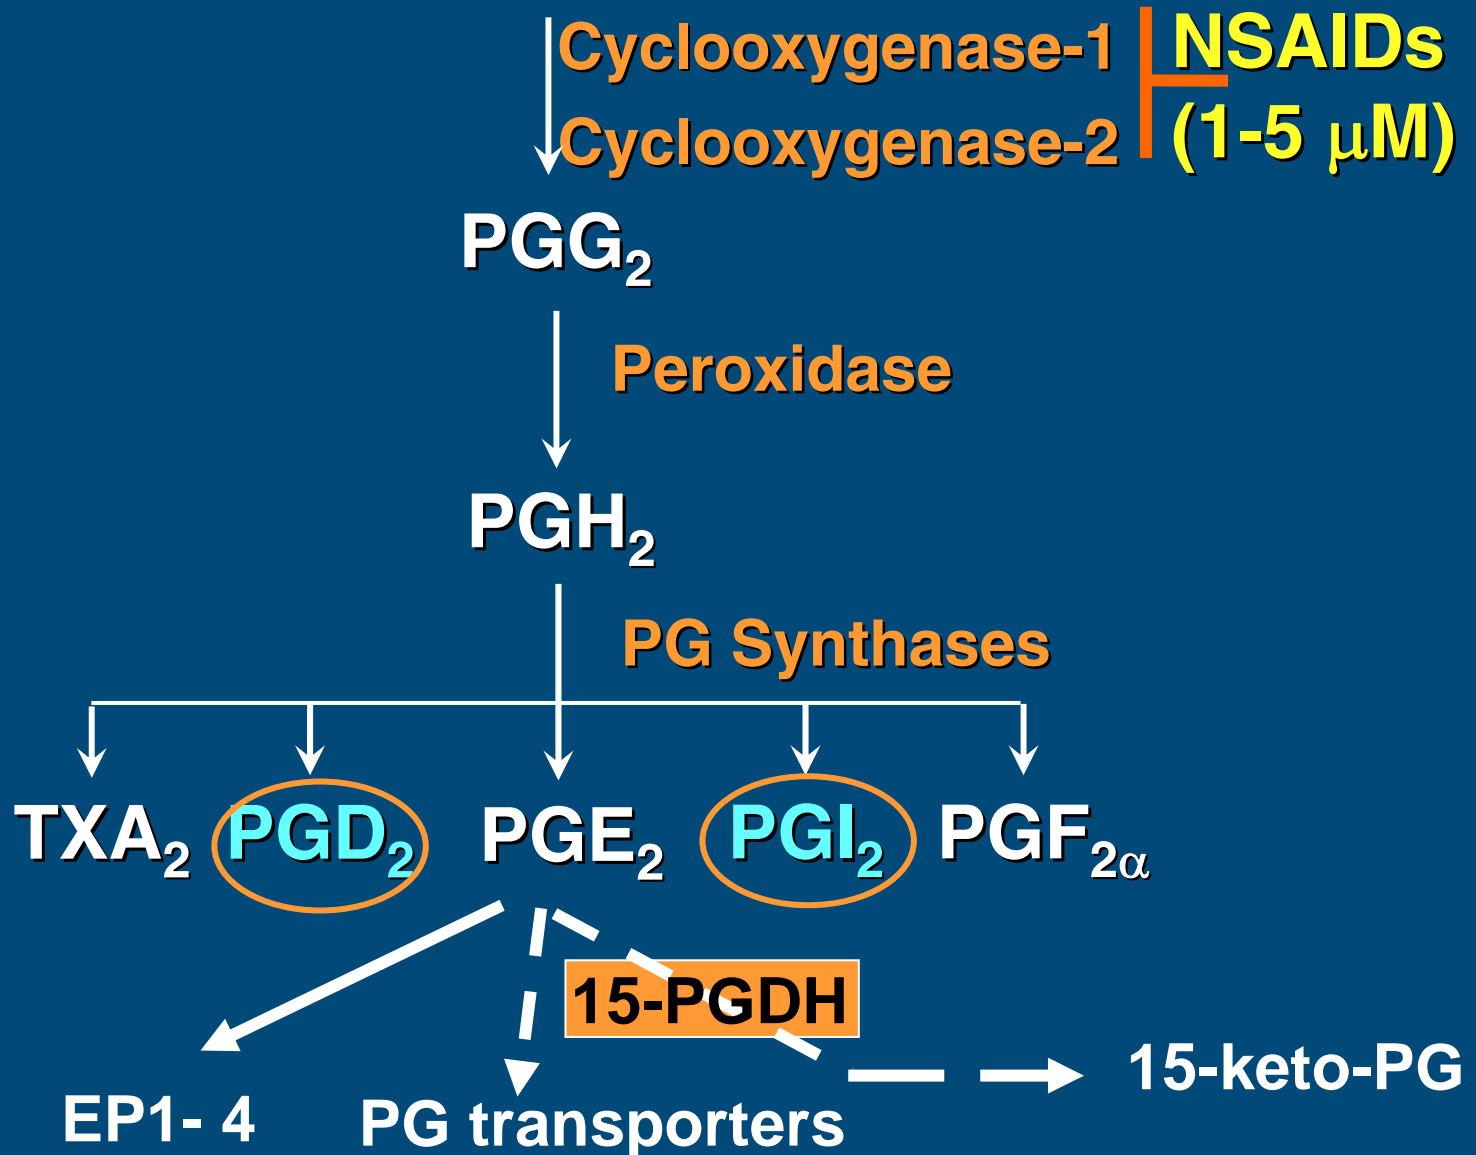 Cyclooxygenase-1
NSAIDs
Cyclooxygenase-2
(1-5 μM)
PGG₂
Peroxidase
PGH₂
PG Synthases
TXA₂ PGD₂ PGE₂ PGI₂ PGF₂α
15-PGDH
15-keto-PG
EP1- 4
PG transporters